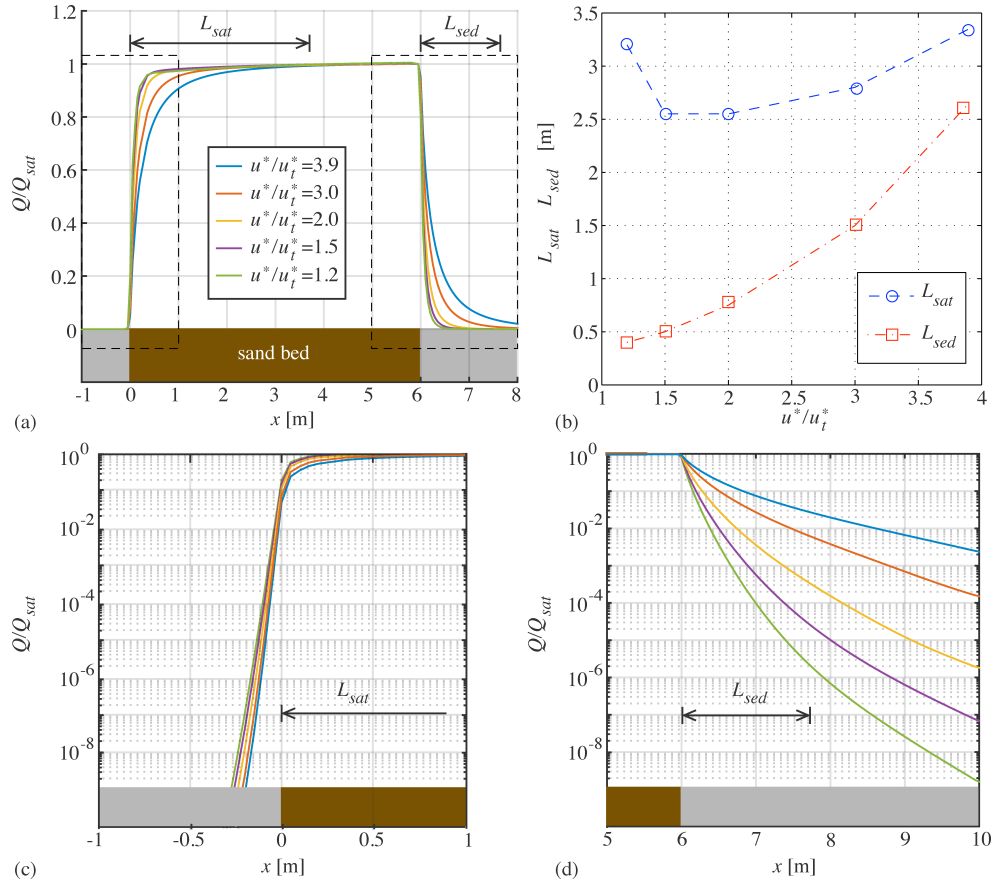 1.2
1
0.8
0.6
0.4
0.2
0
Q/Q_sat
L_sat
L_sed
u*/u*_t=3.9
u*/u*_t=3.0
u*/u*_t=2.0
u*/u*_t=1.5
u*/u*_t=1.2
sand bed
-1 0 1 2 3 4 5 6 7 8
x [m]
(a)
3.5
3
2.5
2
1.5
1
0.5
0
L_sat L_sed [m]
L_sat
L_sed
1 1.5 2 2.5 3 3.5 4
u*/u*_t
(b)
10^0
10^-2
10^-4
10^-6
10^-8
Q/Q_sat
L_sat
-1 -0.5 0 0.5 1
x [m]
(c)
10^0
10^-2
10^-4
10^-6
10^-8
Q/Q_sat
L_sed
5 6 7 8 9 10
x [m]
(d)